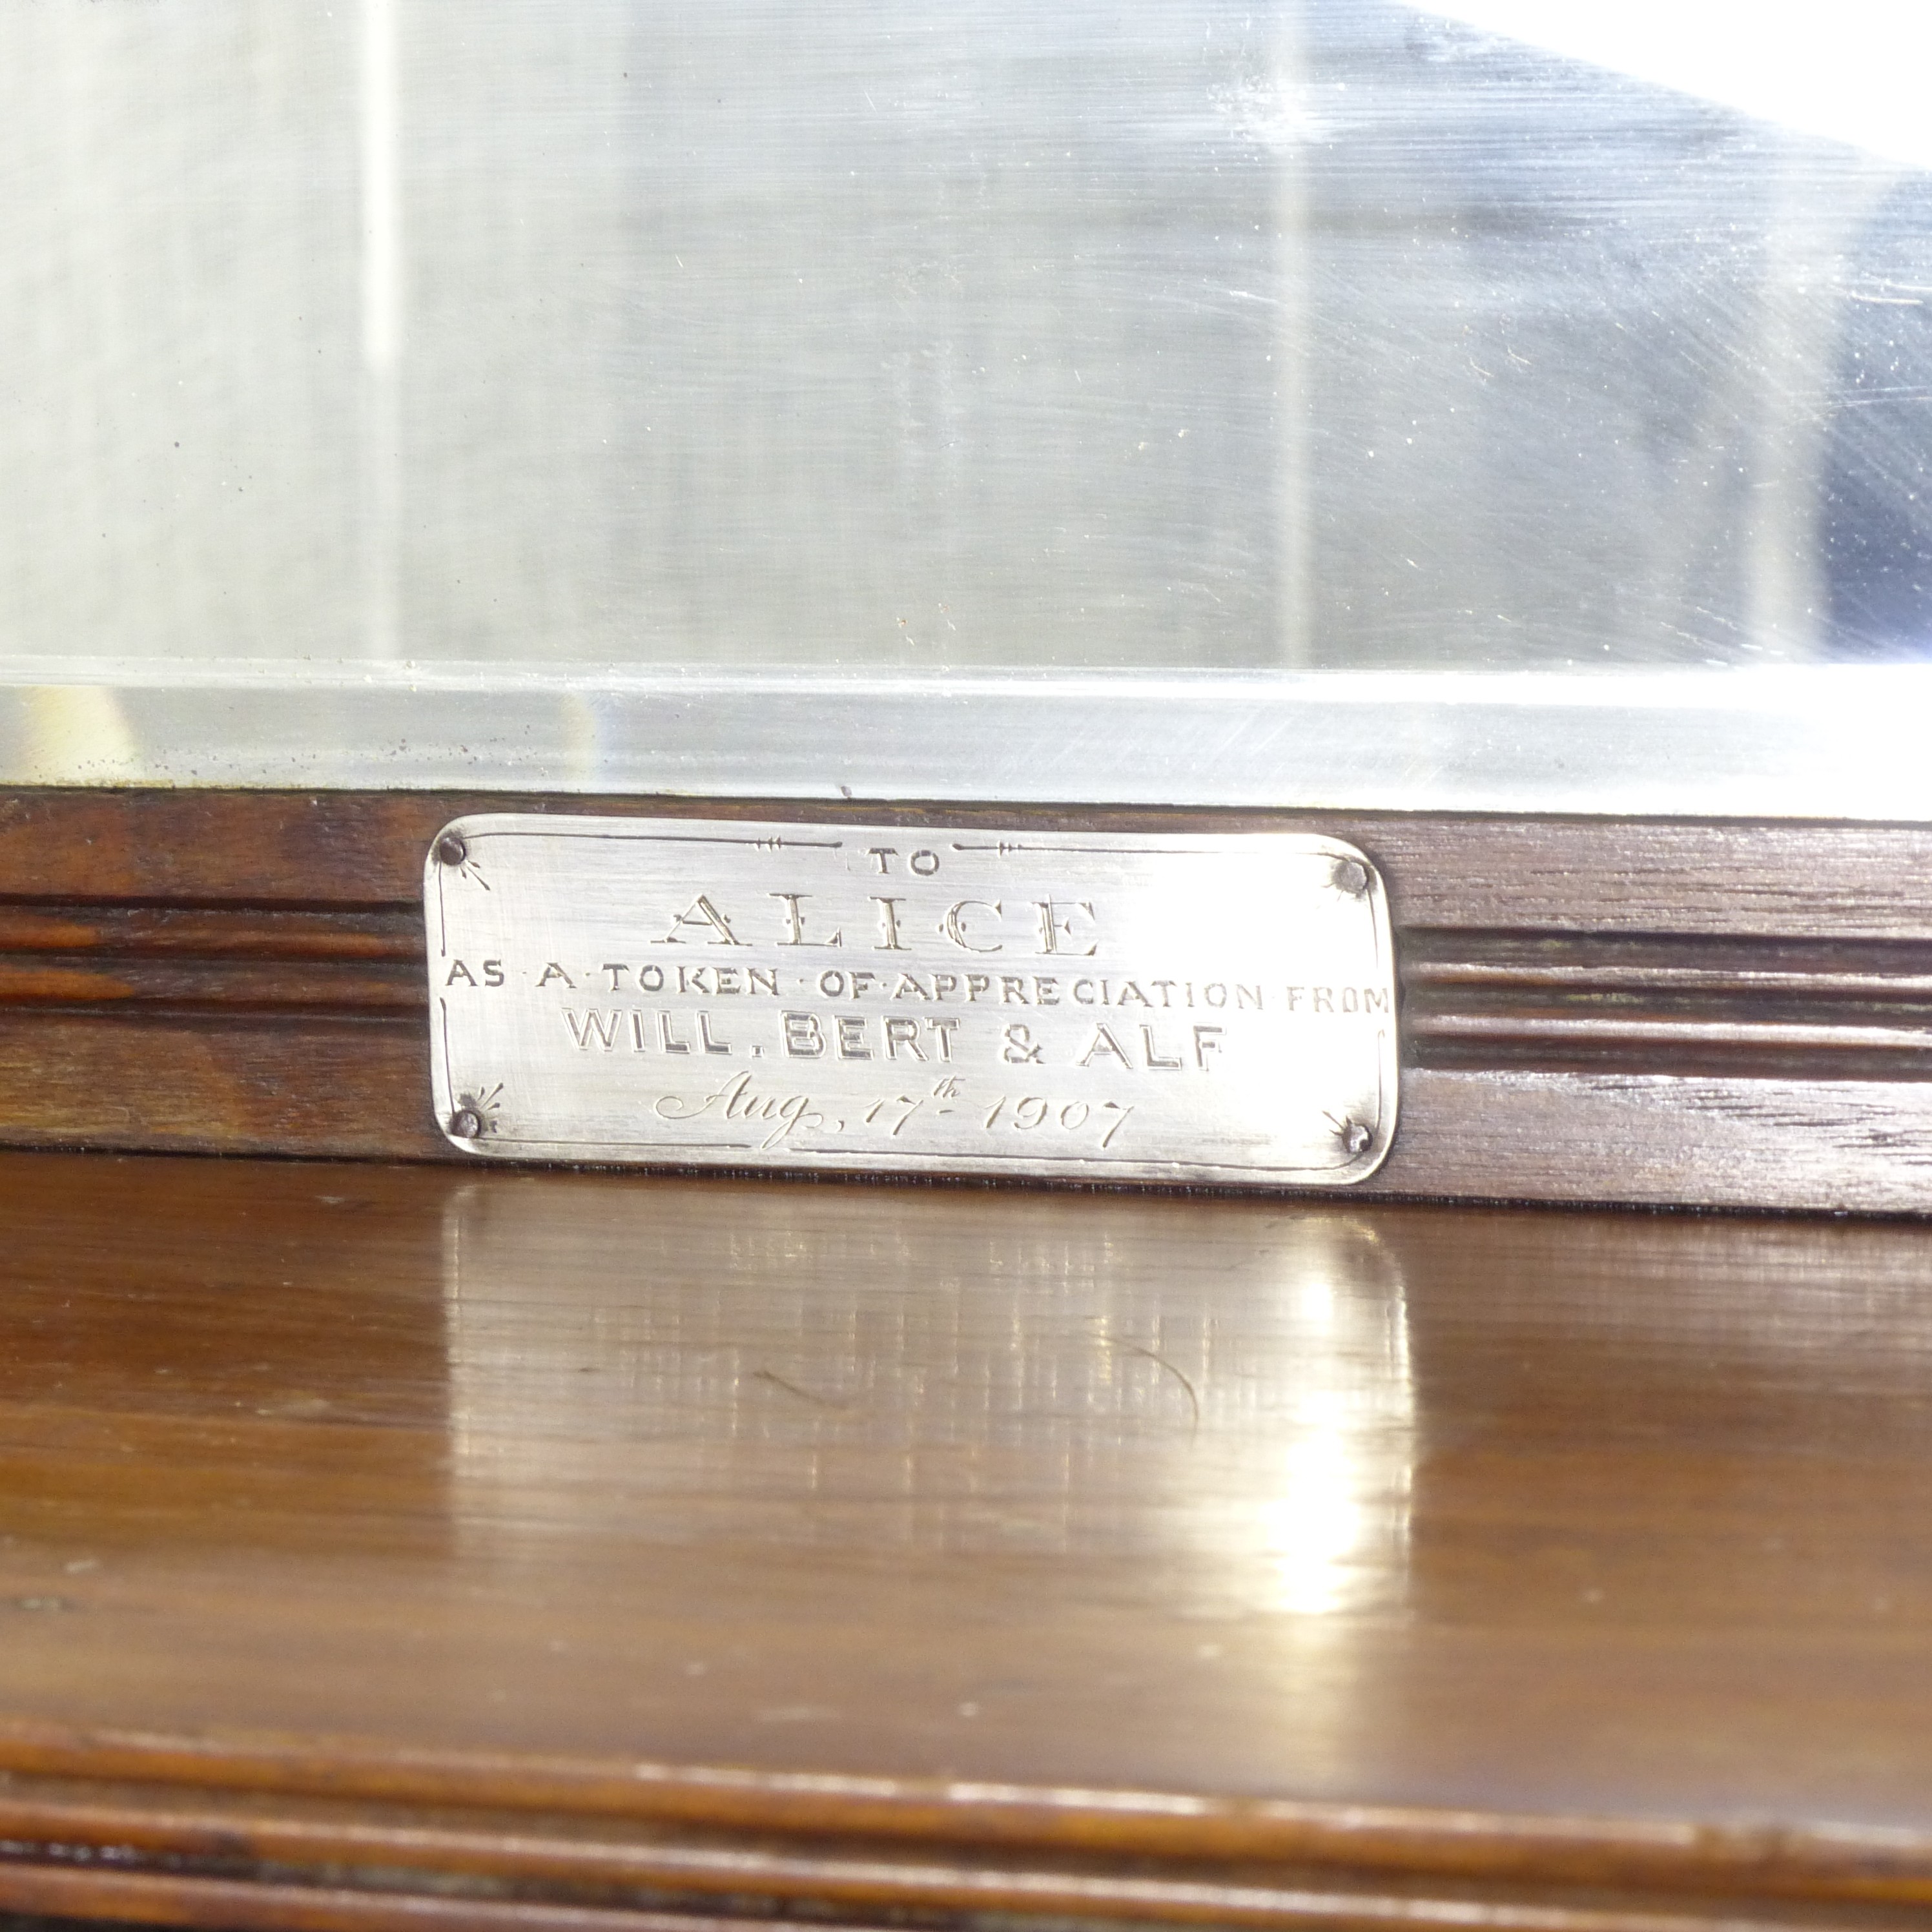 TO
ALICE
AS · A · TOKEN · OF · APPRECIATION FROM
WILL, BERT & ALF
Aug, 17th 1907